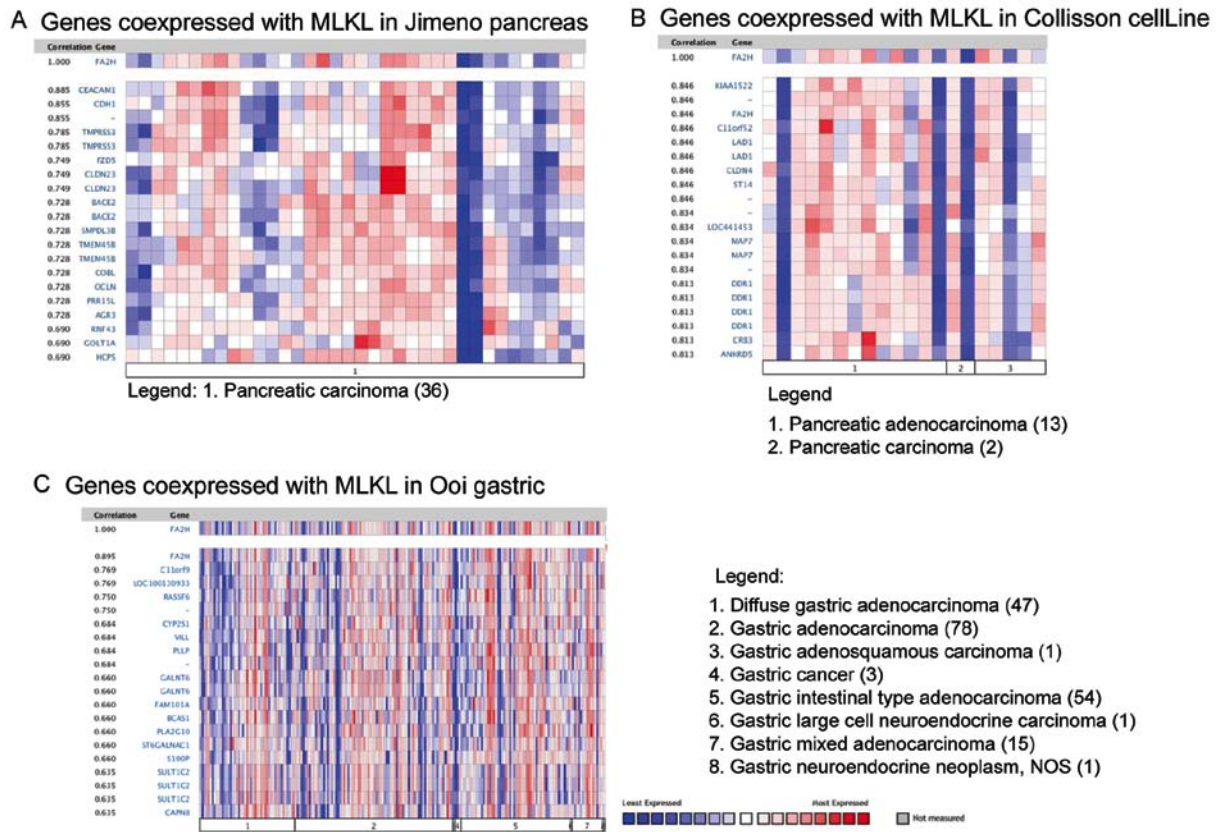 A Genes coexpressed with MLKL in Jimeno pancreas
Correlation Gene
1.000 FA2H
0.885 CEACAM1
0.855 CDH1
0.855 -
0.785 TMPRSS3
0.785 TMPRSS3
0.749 FZD5
0.749 CLDN23
0.749 CLDN23
0.728 BACE2
0.728 BACE2
0.728 SMPDL3B
0.728 TMEM45B
0.728 TMEM45B
0.728 COBL
0.728 OCLN
0.728 PRR15L
0.728 AGR3
0.690 RNF43
0.690 GOLT1A
0.690 HCP5
1
Legend: 1. Pancreatic carcinoma (36)
B Genes coexpressed with MLKL in Collisson cellLine
Correlation Gene
1.000 FA2H
0.846 KIAA1522
0.846 -
0.846 FA2H
0.846 C11orf52
0.846 LAD1
0.846 LAD1
0.846 CLDN4
0.846 ST14
0.846 -
0.834 -
0.834 LOC441453
0.834 MAP7
0.834 MAP7
0.834 -
0.813 DDR1
0.813 DDR1
0.813 DDR1
0.813 DDR1
0.813 CRB3
0.813 ANKRD5
1 2 3
Legend
1. Pancreatic adenocarcinoma (13)
2. Pancreatic carcinoma (2)
C Genes coexpressed with MLKL in Ooi gastric
Correlation Gene
1.000 FA2H
0.895 FA2H
0.769 C11orf9
0.769 LOC100130933
0.750 RASSF6
0.750 -
0.684 CYP2S1
0.684 VILL
0.684 PLLP
0.684 -
0.660 GALNT6
0.660 GALNT6
0.660 FAM101A
0.660 BCAS1
0.660 PLA2G10
0.660 ST6GALNAC1
0.660 S100P
0.635 SULT1C2
0.635 SULT1C2
0.635 SULT1C2
0.635 CAPN8
1 2 4 5 6 7 8
Legend:
1. Diffuse gastric adenocarcinoma (47)
2. Gastric adenocarcinoma (78)
3. Gastric adenosquamous carcinoma (1)
4. Gastric cancer (3)
5. Gastric intestinal type adenocarcinoma (54)
6. Gastric large cell neuroendocrine carcinoma (1)
7. Gastric mixed adenocarcinoma (15)
8. Gastric neuroendocrine neoplasm, NOS (1)
Least Expressed Most Expressed
Not measured